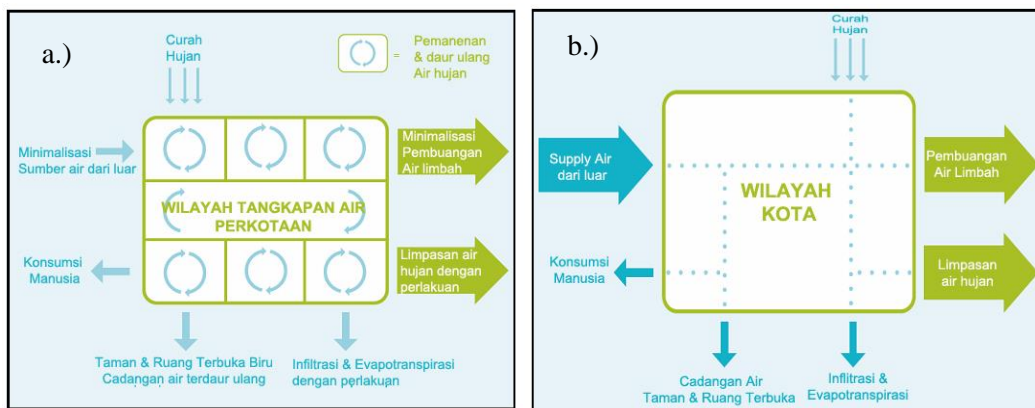 a.)
Curah
Hujan
=
Pemanenan
& daur ulang
Air hujan
Minimalisasi
Sumber air dari luar
Minimalisasi
Pembuangan
Air limbah
WILAYAH TANGKAPAN AIR
PERKOTAAN
Konsumsi
Manusia
Limpasan air
hujan dengan
perlakuan
Taman & Ruang Terbuka Biru
Cadangan air terdaur ulang
Infiltrasi & Evapotranspirasi
dengan perlakuan
b.)
Curah
Hujan
Supply Air
dari luar
WILAYAH
KOTA
Pembuangan
Air Limbah
Konsumsi
Manusia
Limpasan
air hujan
Cadangan Air
Taman & Ruang Terbuka
Inflitrasi &
Evapotranspirasi